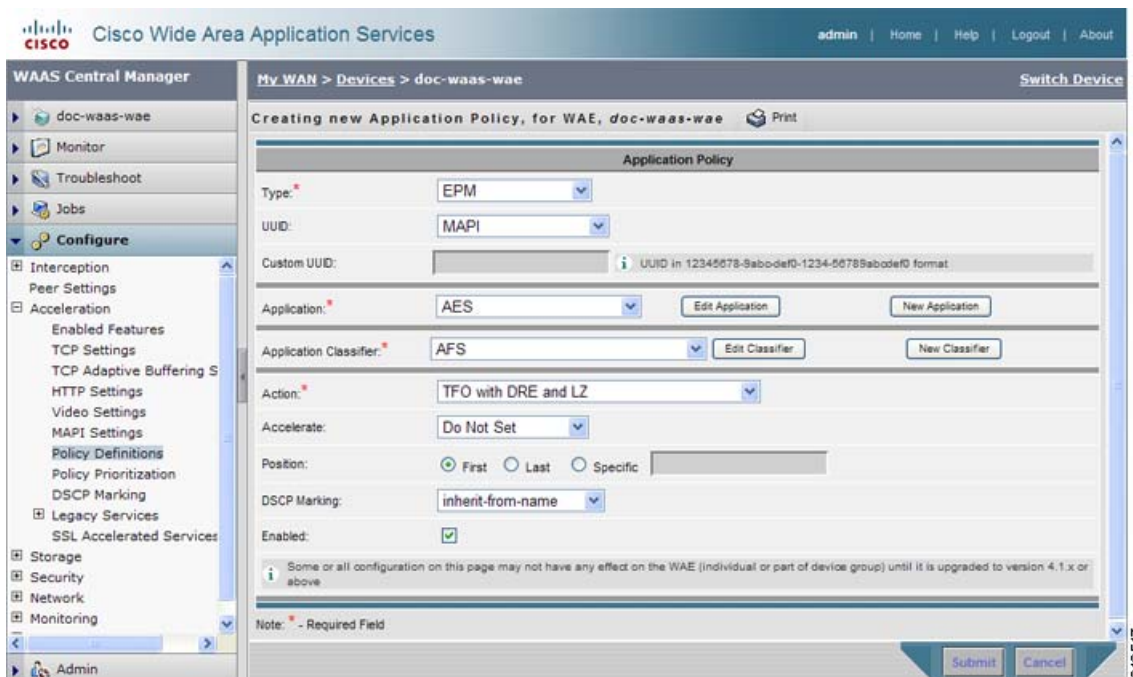 CISCO
Cisco Wide Area Application Services
admin | Home | Help | Logout | About
WAAS Central Manager
My WAN > Devices > doc-waas-wae
Switch Device
doc-waas-wae
Monitor
Troubleshoot
Jobs
Configure
Interception
Peer Settings
Acceleration
Enabled Features
TCP Settings
TCP Adaptive Buffering S
HTTP Settings
Video Settings
MAPI Settings
Policy Definitions
Policy Prioritization
DSCP Marking
Legacy Services
SSL Accelerated Services
Storage
Security
Network
Monitoring
Admin
Creating new Application Policy, for WAE, doc-waas-wae Print
Application Policy
Type:* EPM
UUID: MAPI
Custom UUID: i UUID in 12345678-9abcdef0-1234-56789abcdef0 format
Application:* AES Edit Application New Application
Application Classifier:* AFS Edit Classifier New Classifier
Action:* TFO with DRE and LZ
Accelerate: Do Not Set
Position: First Last Specific
DSCP Marking: inherit-from-name
Enabled:
i Some or all configuration on this page may not have any effect on the WAE (individual or part of device group) until it is upgraded to version 4.1.x or
above
Note: * - Required Field
Submit Cancel